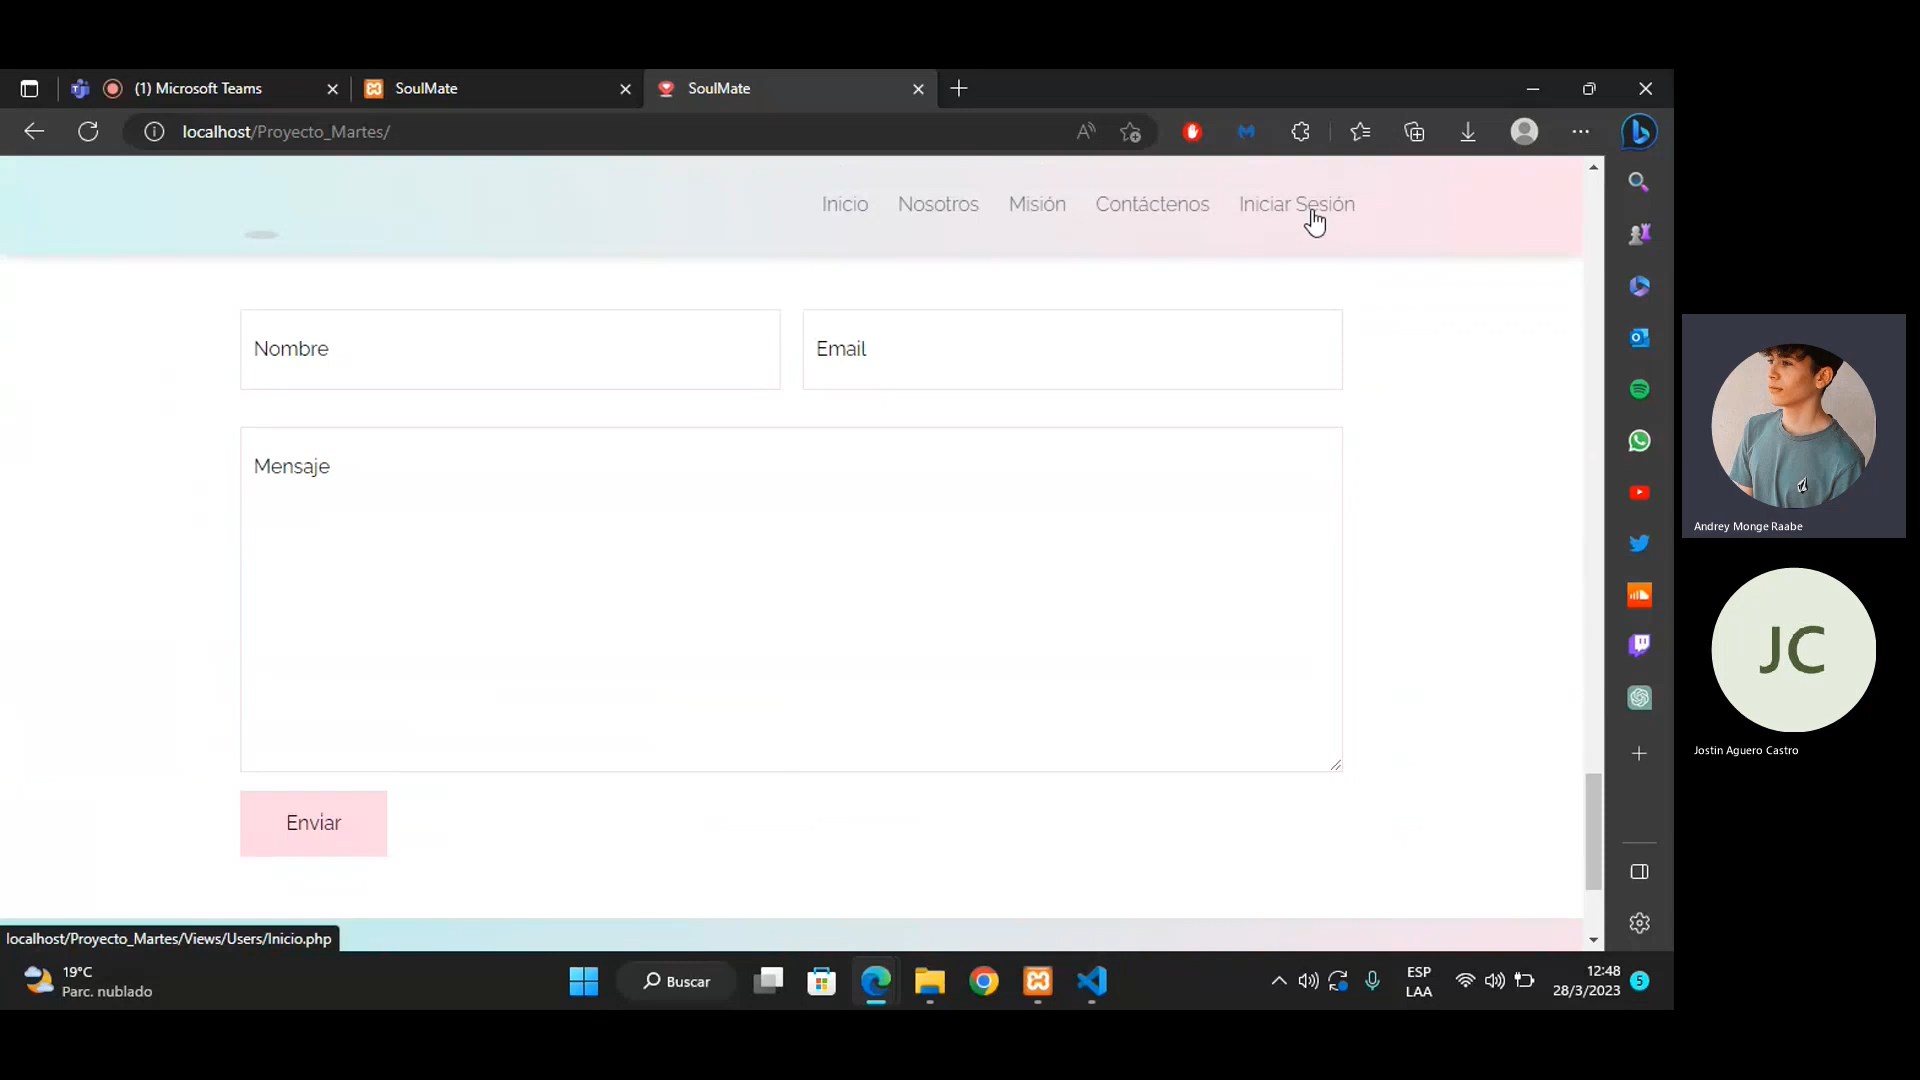 (1) Microsoft Teams
SoulMate
SoulMate
localhost/Proyecto_Martes/
Inicio
Nosotros
Misión
Contáctenos
Iniciar Sesión
Nombre
Email
Mensaje
Enviar
localhost/Proyecto_Martes/Views/Users/Inicio.php
Andrey Monge Raabe
JC
Jostin Aguero Castro
19°C
Parc. nublado
Buscar
ESP
LAA
12:48
28/3/2023
5